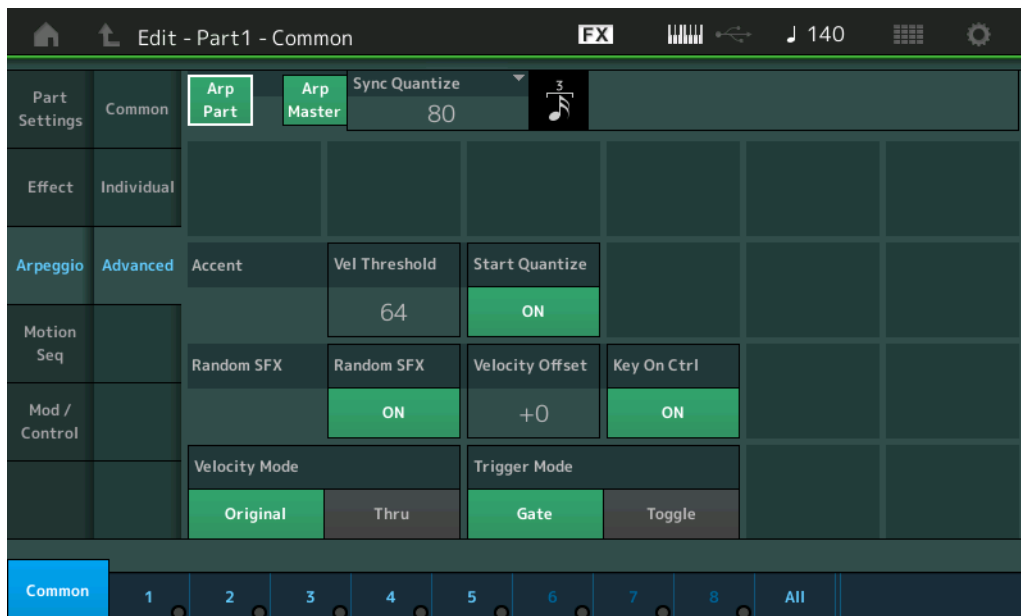 Edit - Part1 - Common
FX
♩ 140
Part
Settings
Common
Arp
Part
Arp
Master
Sync Quantize
80
3
Effect
Individual
Arpeggio
Advanced
Accent
Vel Threshold
64
Start Quantize
ON
Motion
Seq
Random SFX
Random SFX
ON
Velocity Offset
+0
Key On Ctrl
ON
Mod /
Control
Velocity Mode
Original
Thru
Trigger Mode
Gate
Toggle
Common
1
2
3
4
5
6
7
8
All